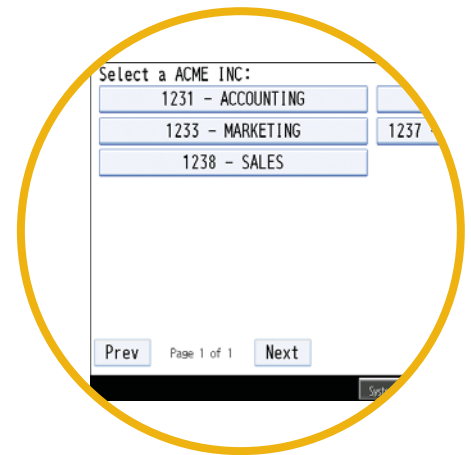 Select a ACME INC:
1231 - ACCOUNTING
1233 - MARKETING
1237 -
1238 - SALES
Prev
Page 1 of 1
Next